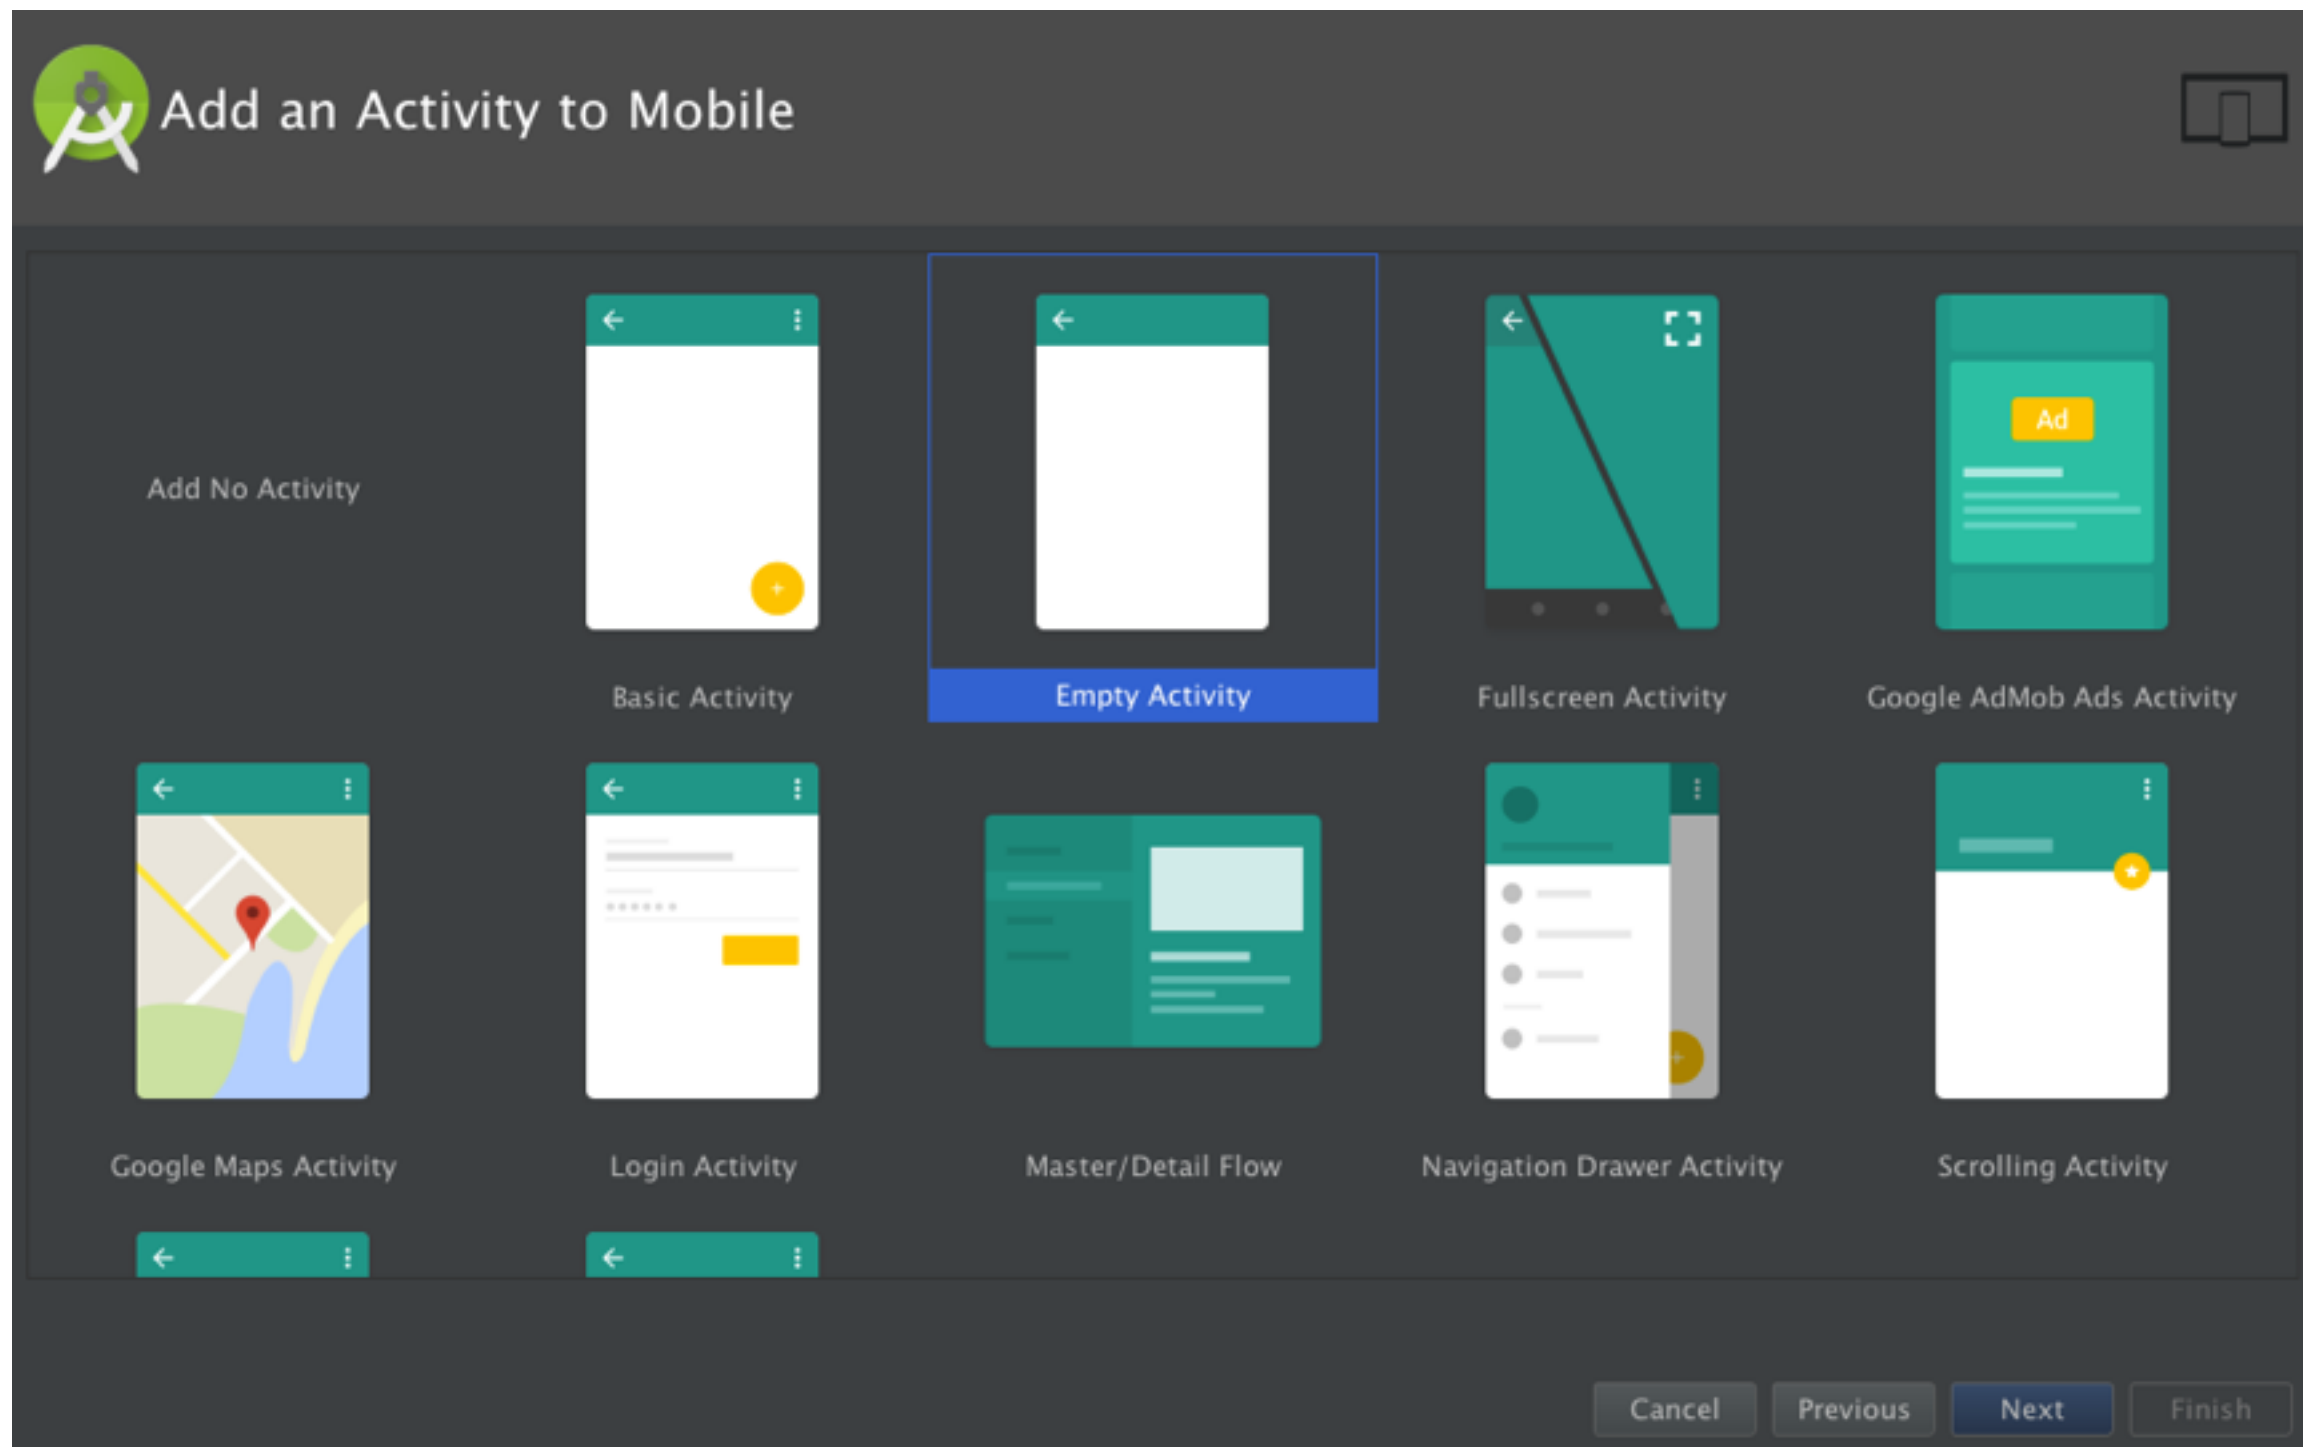 Add an Activity to Mobile
Ad
Add No Activity
Basic Activity
Empty Activity
Fullscreen Activity
Google AdMob Ads Activity
Google Maps Activity
Login Activity
Master/Detail Flow
Navigation Drawer Activity
Scrolling Activity
Cancel
Previous
Next
Finish